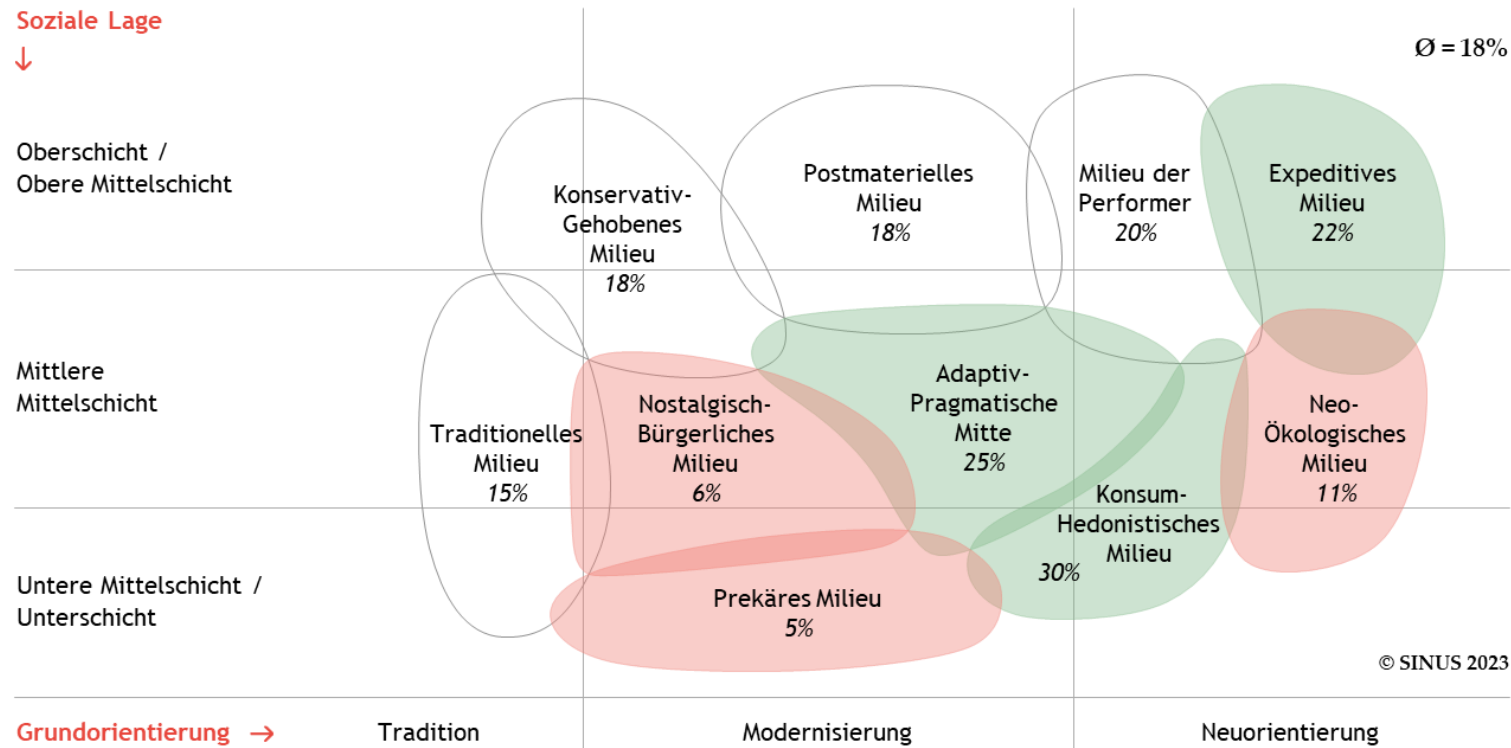 Soziale Lage
↓
Ø = 18%
Oberschicht /
Obere Mittelschicht
Konservativ-
Gehobenes
Milieu
18%
Postmaterielles
Milieu
18%
Milieu der
Performer
20%
Expeditives
Milieu
22%
Mittlere
Mittelschicht
Traditionelles
Milieu
15%
Nostalgisch-
Bürgerliches
Milieu
6%
Adaptiv-
Pragmatische
Mitte
25%
Konsum-
Hedonistisches
Milieu
30%
Neo-
Ökologisches
Milieu
11%
Untere Mittelschicht /
Unterschicht
Prekäres Milieu
5%
© SINUS 2023
Grundorientierung → Tradition Modernisierung Neuorientierung